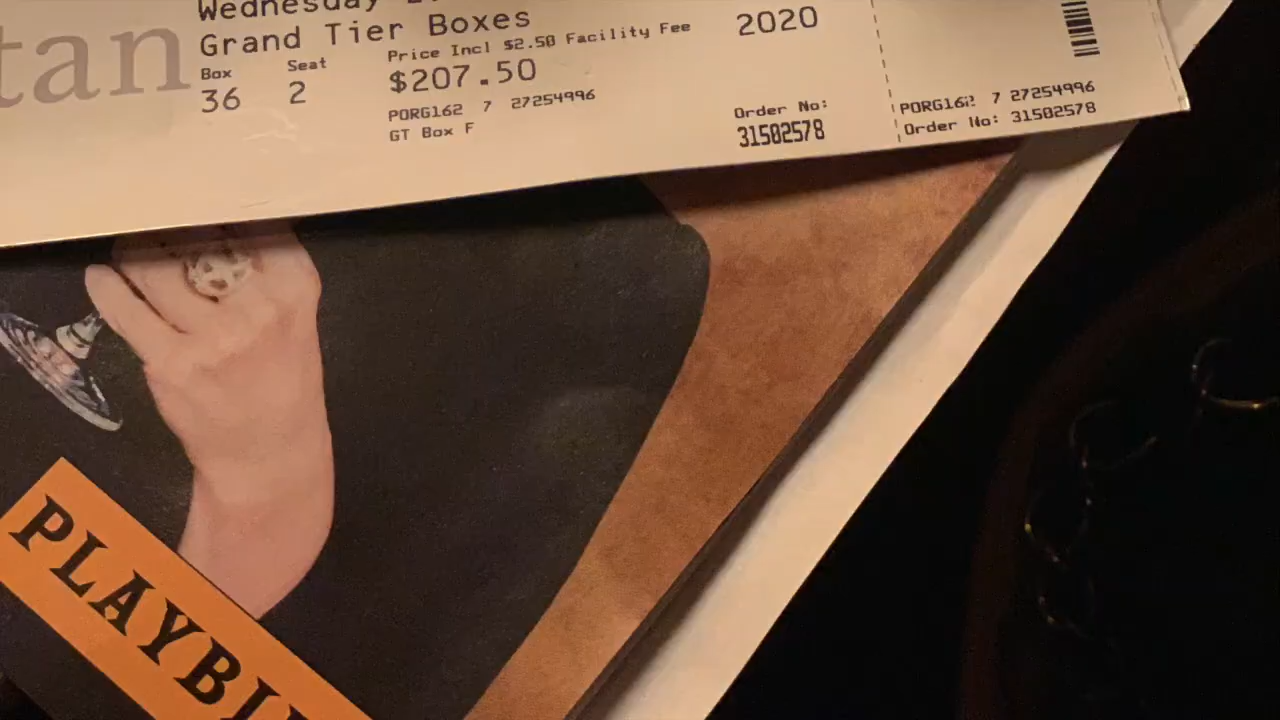 tan
Wednesday
Grand Tier Boxes
Box Seat
36 2
Price Incl $2.50 Facility Fee
$207.50
PORG162 7 27254996
GT Box F
2020
Order No:
31502578
PORG162 7 27254996
Order No: 31502578
PLAYBI